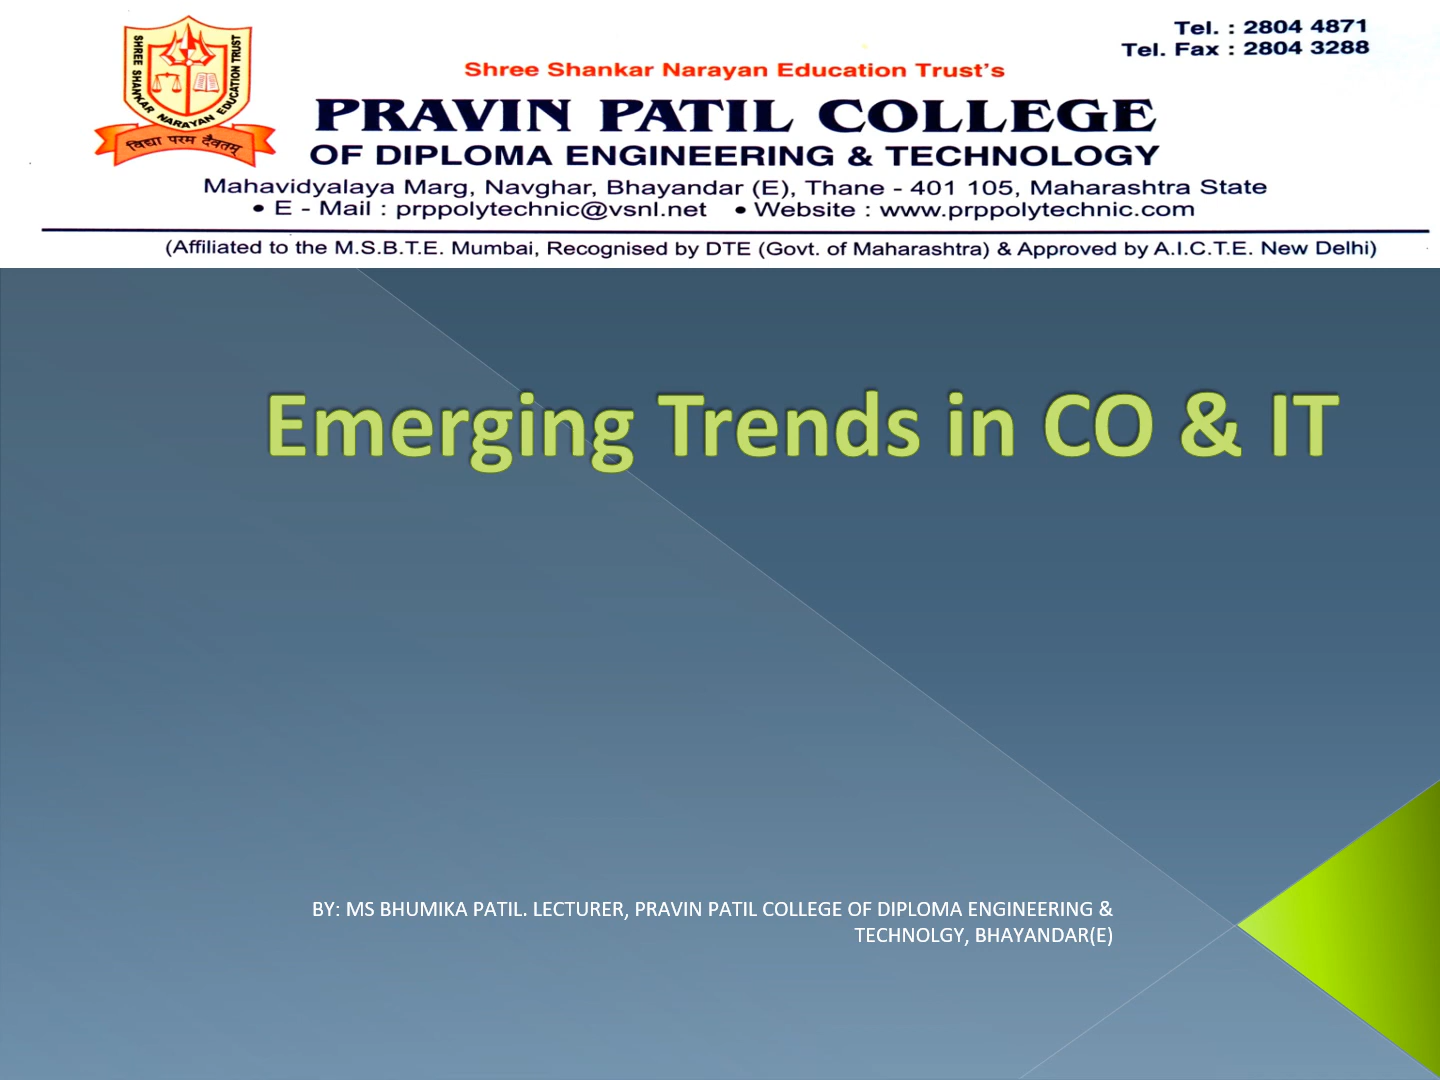 SHREE SHANKAR NARAYAN EDUCATION TRUST
विद्या परम दैवतम्
Tel. : 2804 4871
Tel. Fax : 2804 3288
Shree Shankar Narayan Education Trust's
PRAVIN PATIL COLLEGE
OF DIPLOMA ENGINEERING & TECHNOLOGY
Mahavidyalaya Marg, Navghar, Bhayandar (E), Thane - 401 105, Maharashtra State
• E - Mail : prppolytechnic@vsnl.net • Website : www.prppolytechnic.com
(Affiliated to the M.S.B.T.E. Mumbai, Recognised by DTE (Govt. of Maharashtra) & Approved by A.I.C.T.E. New Delhi)
Emerging Trends in CO & IT
BY: MS BHUMIKA PATIL. LECTURER, PRAVIN PATIL COLLEGE OF DIPLOMA ENGINEERING &
TECHNOLGY, BHAYANDAR(E)